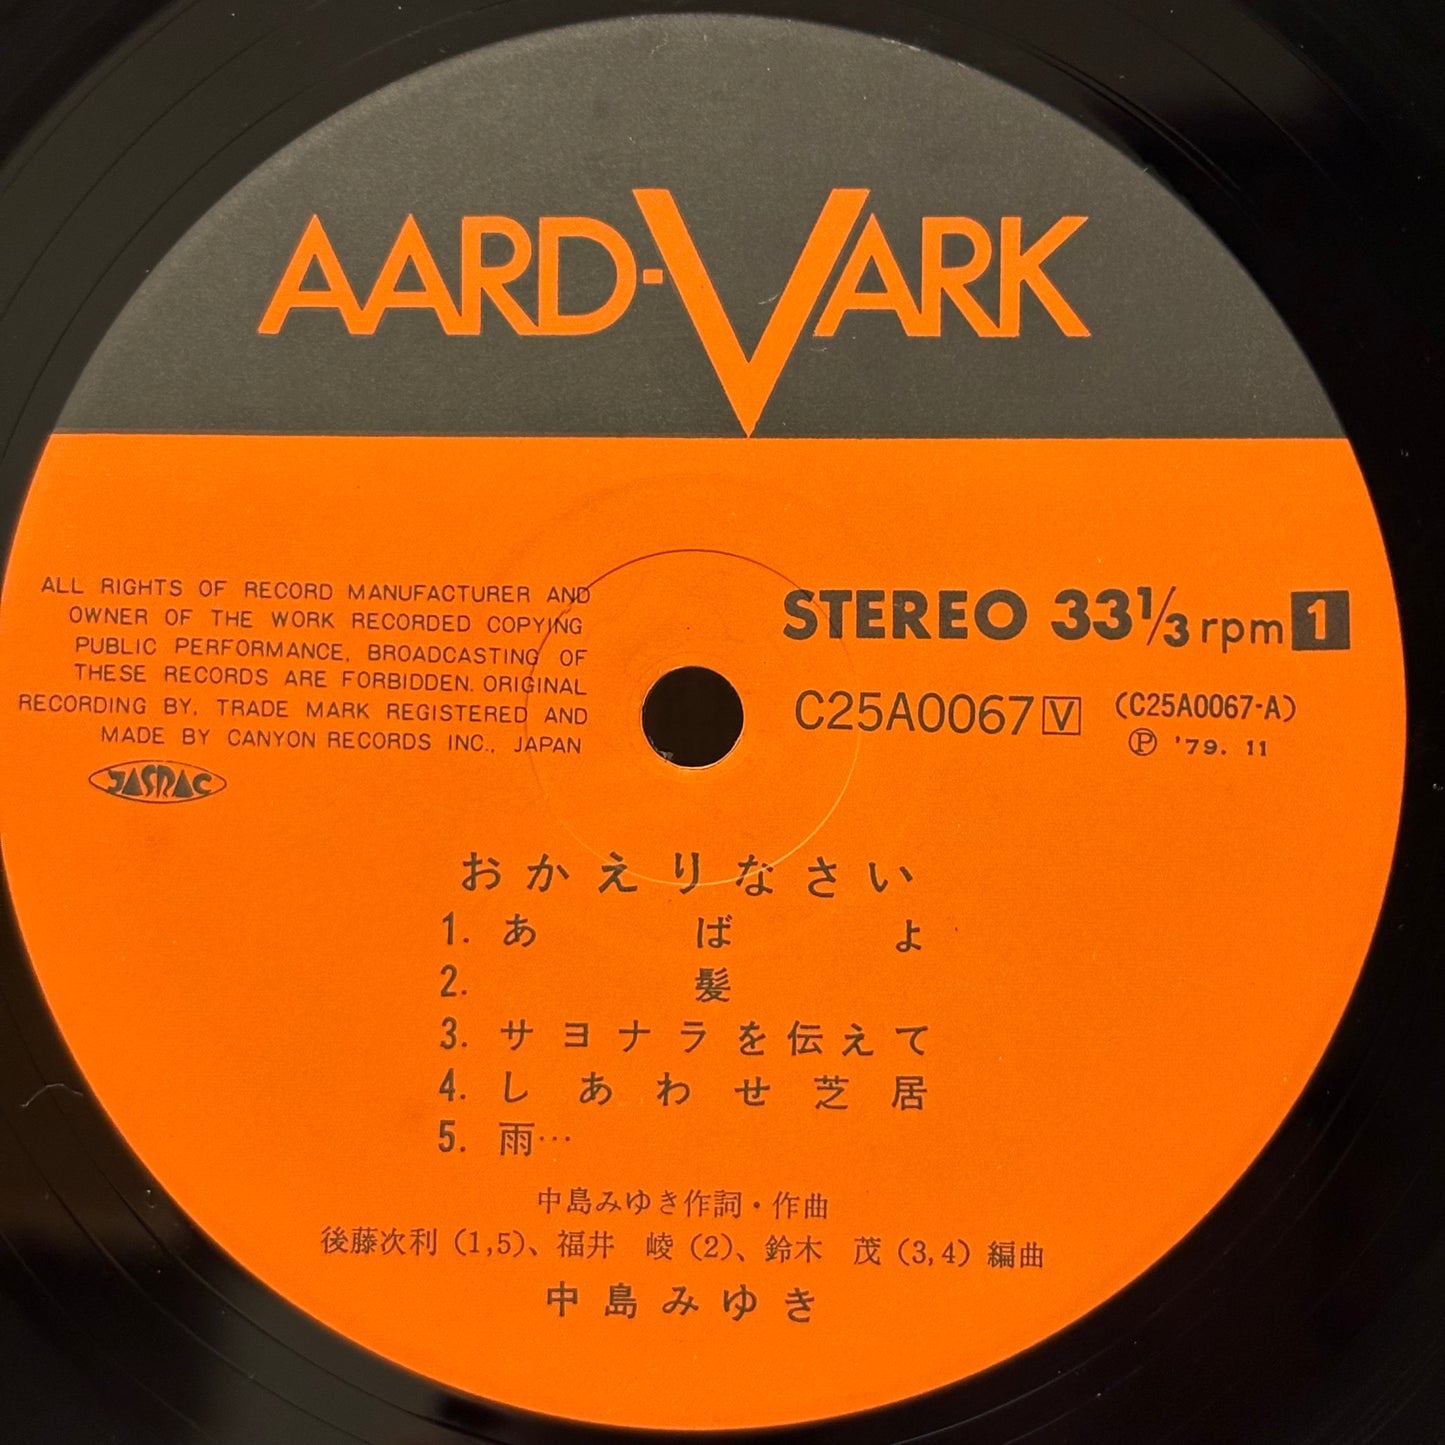 AARD-VARK
ALL RIGHTS OF RECORD MANUFACTURER AND
OWNER OF THE WORK RECORDED COPYING
PUBLIC PERFORMANCE, BROADCASTING OF
THESE RECORDS ARE FORBIDDEN. ORIGINAL
RECORDING BY, TRADE MARK REGISTERED AND
MADE BY CANYON RECORDS INC., JAPAN
JASRAC
STEREO 33 1/3 rpm 1
C25A0067 V (C25A0067-A)
Ⓟ '79. 11
おかえりなさい
1. あばよ
2. 髪
3. サヨナラを伝えて
4. しあわせ芝居
5. 雨…
中島みゆき作詞・作曲
後藤次利(1,5)、福井 崚(2)、鈴木 茂(3,4)編曲
中島みゆき